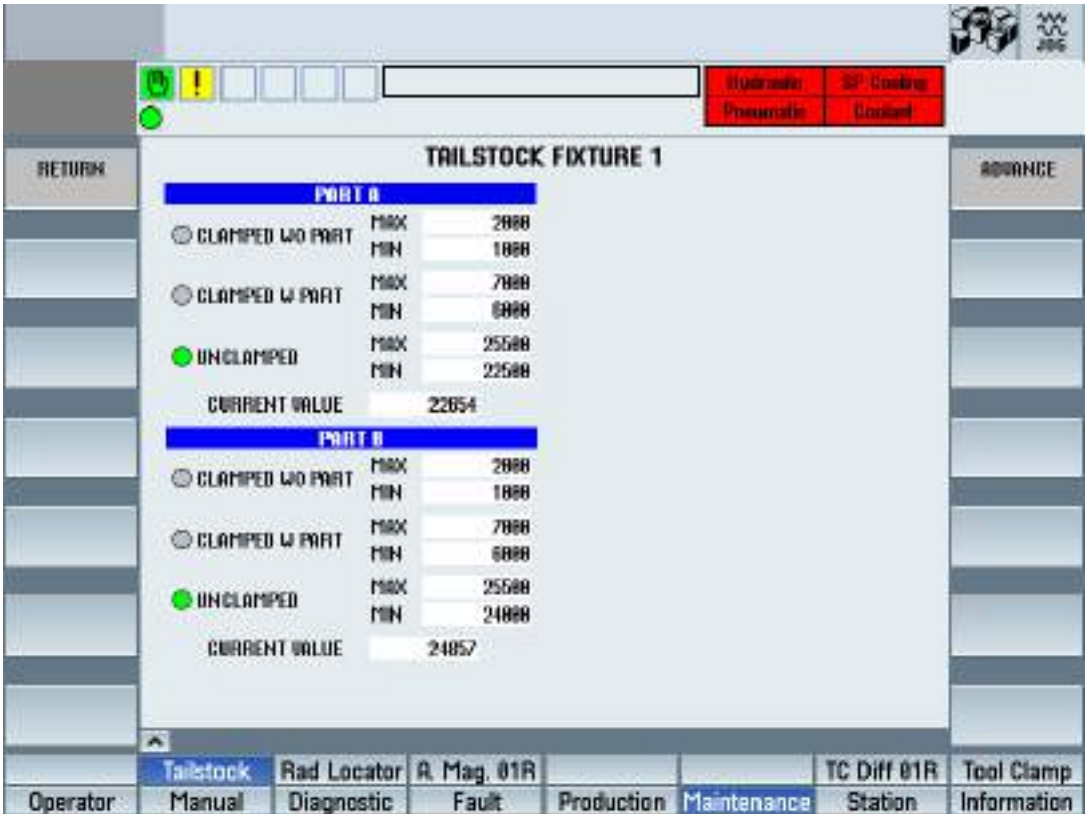 JOG
!
Hydraulic SP Cooling
Pneumatic Coolant
RETURN
TAILSTOCK FIXTURE 1
ADVANCE
PART A
CLAMPED WO PART MAX 2000
MIN 1000
CLAMPED W PART MAX 7000
MIN 6000
UNCLAMPED MAX 25500
MIN 22500
CURRENT VALUE 22654
PART B
CLAMPED WO PART MAX 2000
MIN 1000
CLAMPED W PART MAX 7000
MIN 6000
UNCLAMPED MAX 25500
MIN 24000
CURRENT VALUE 24857
Tailstock Rad Locator A. Mag. 01R TC Diff 01R Tool Clamp
Operator Manual Diagnostic Fault Production Maintenance Station Information